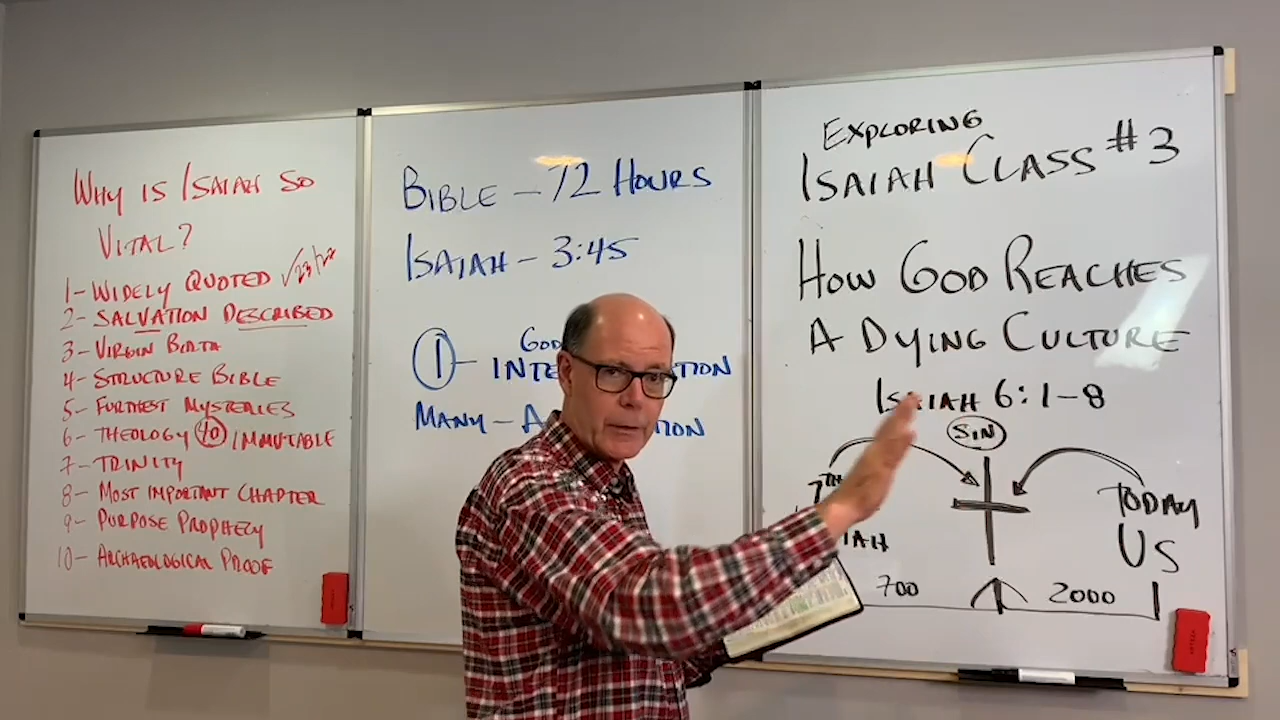 WHY IS ISAIAH SO
VITAL?
1- WIDELY QUOTED
2- SALVATION DESCRIBED
3- VIRGIN BIRTH
4- STRUCTURE BIBLE
5- FURTHEST MYSTERIES
6- THEOLOGY 40 / IMMUTABLE
7- TRINITY
8- MOST IMPORTANT CHAPTER
9- PURPOSE PROPHECY
10- ARCHAEOLOGICAL PROOF
BIBLE - 72 HOURS
ISAIAH - 3:45
1 - GOD
MANY -
EXPLORING
ISAIAH CLASS #3
HOW GOD REACHES
A DYING CULTURE
ISAIAH 6:1-8
SIN
7TH
TODAY
US
700
2000